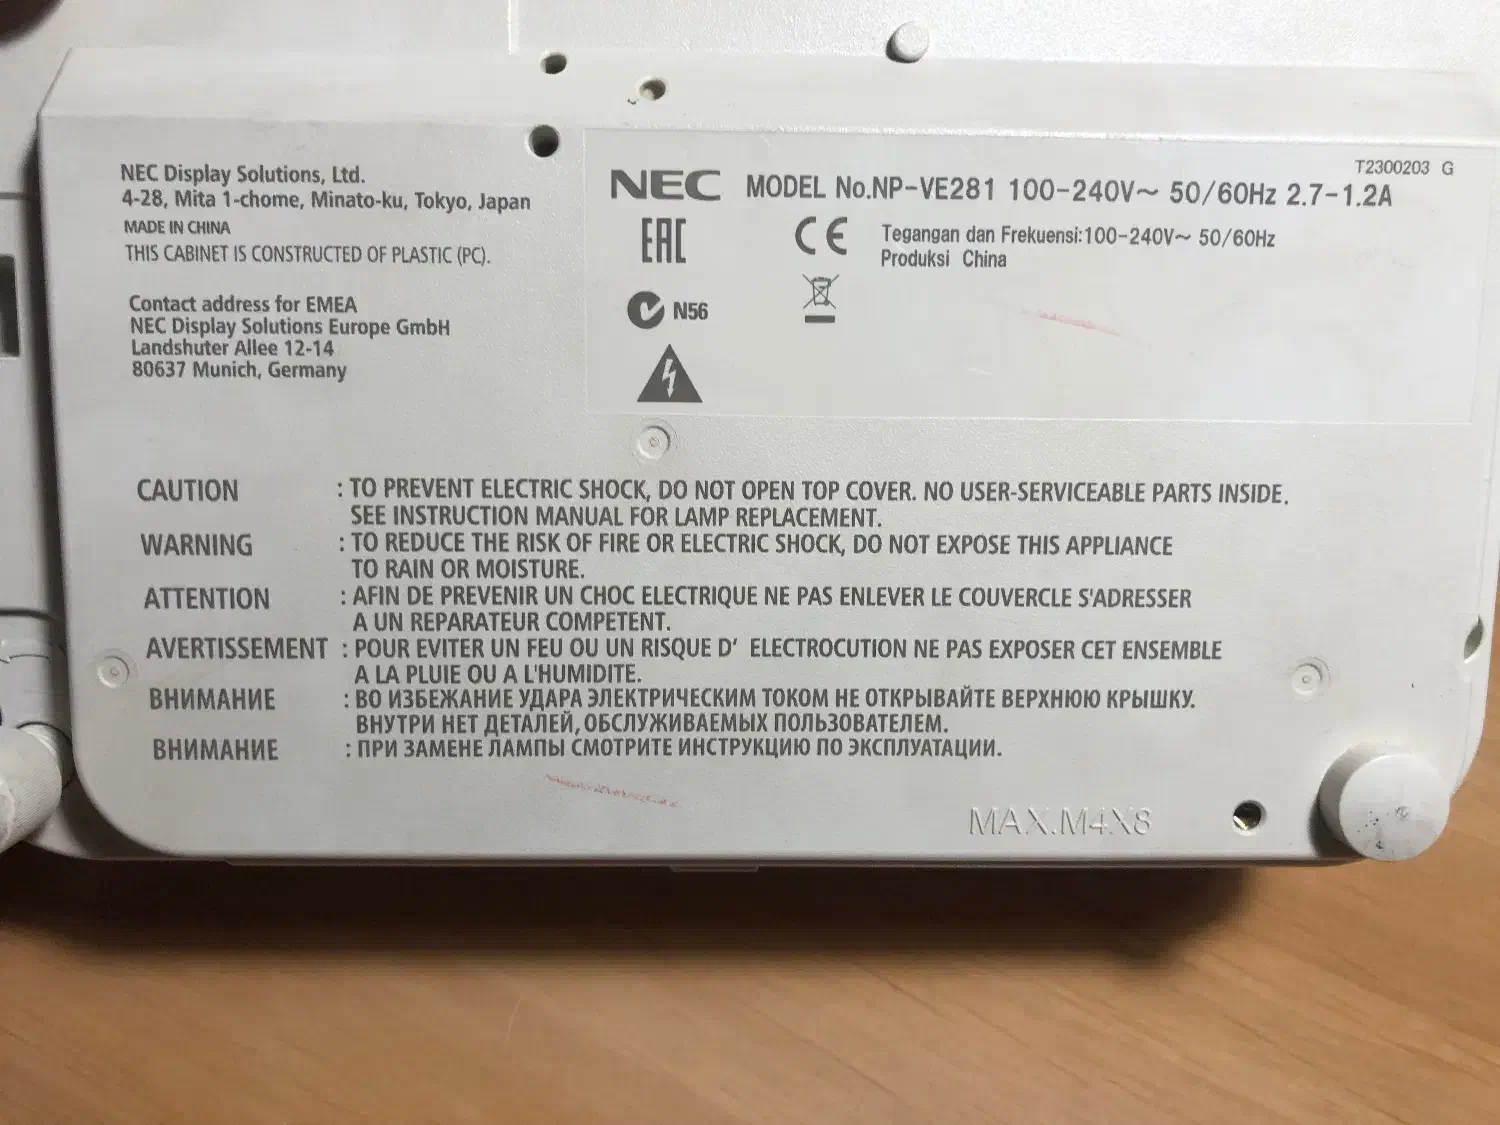 NEC Display Solutions, Ltd.
4-28, Mita 1-chome, Minato-ku, Tokyo, Japan
MADE IN CHINA
THIS CABINET IS CONSTRUCTED OF PLASTIC (PC).
Contact address for EMEA
NEC Display Solutions Europe GmbH
Landshuter Allee 12-14
80637 Munich, Germany
T2300203 G
NEC MODEL No.NP-VE281 100-240V~ 50/60Hz 2.7-1.2A
EAC CE Tegangan dan Frekuensi:100-240V~ 50/60Hz
Produksi China
N56
CAUTION : TO PREVENT ELECTRIC SHOCK, DO NOT OPEN TOP COVER. NO USER-SERVICEABLE PARTS INSIDE.
SEE INSTRUCTION MANUAL FOR LAMP REPLACEMENT.
WARNING : TO REDUCE THE RISK OF FIRE OR ELECTRIC SHOCK, DO NOT EXPOSE THIS APPLIANCE
TO RAIN OR MOISTURE.
ATTENTION : AFIN DE PREVENIR UN CHOC ELECTRIQUE NE PAS ENLEVER LE COUVERCLE S'ADRESSER
A UN REPARATEUR COMPETENT.
AVERTISSEMENT : POUR EVITER UN FEU OU UN RISQUE D' ELECTROCUTION NE PAS EXPOSER CET ENSEMBLE
A LA PLUIE OU A L'HUMIDITE.
ВНИМАНИЕ : ВО ИЗБЕЖАНИЕ УДАРА ЭЛЕКТРИЧЕСКИМ ТОКОМ НЕ ОТКРЫВАЙТЕ ВЕРХНЮЮ КРЫШКУ.
ВНУТРИ НЕТ ДЕТАЛЕЙ, ОБСЛУЖИВАЕМЫХ ПОЛЬЗОВАТЕЛЕМ.
ВНИМАНИЕ : ПРИ ЗАМЕНЕ ЛАМПЫ СМОТРИТЕ ИНСТРУКЦИЮ ПО ЭКСПЛУАТАЦИИ.
MAX.M4X8